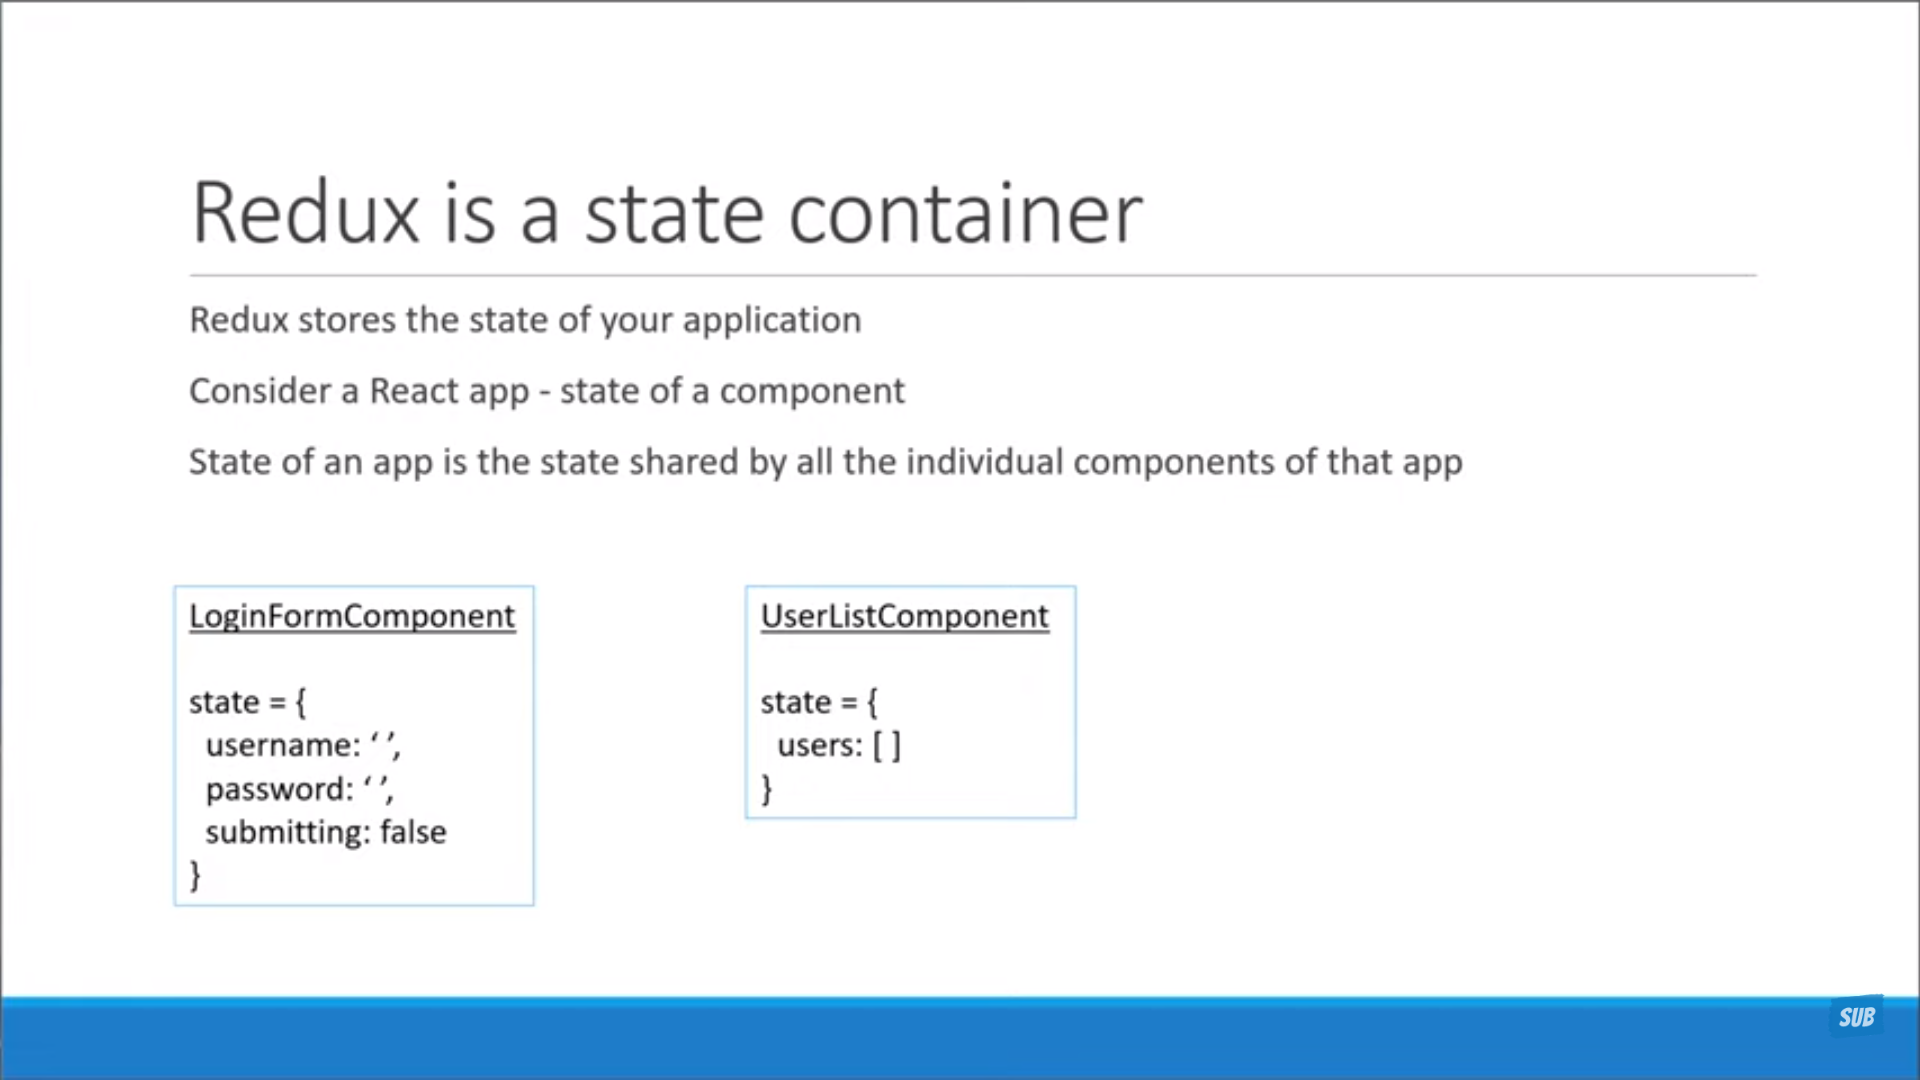 Redux is a state container
Redux stores the state of your application
Consider a React app - state of a component
State of an app is the state shared by all the individual components of that app
LoginFormComponent
state = {
username: ‘ ’,
password: ‘ ’,
submitting: false
}
UserListComponent
state = {
users: [ ]
}
SUB